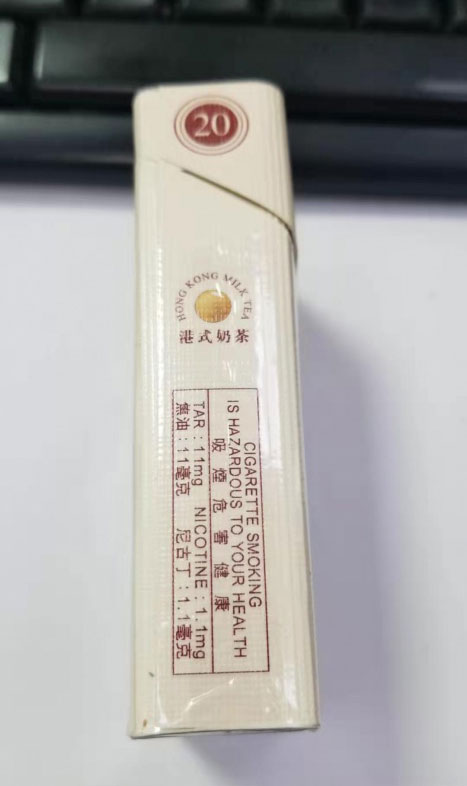 20
HONG KONG MILK TEA
港式奶茶
CIGARETTE SMOKING
IS HAZARDOUS TO YOUR HEALTH
吸煙危害健康
TAR : 11mg NICOTINE : 1.1mg
焦油 : 11毫克 尼古丁 : 1.1毫克